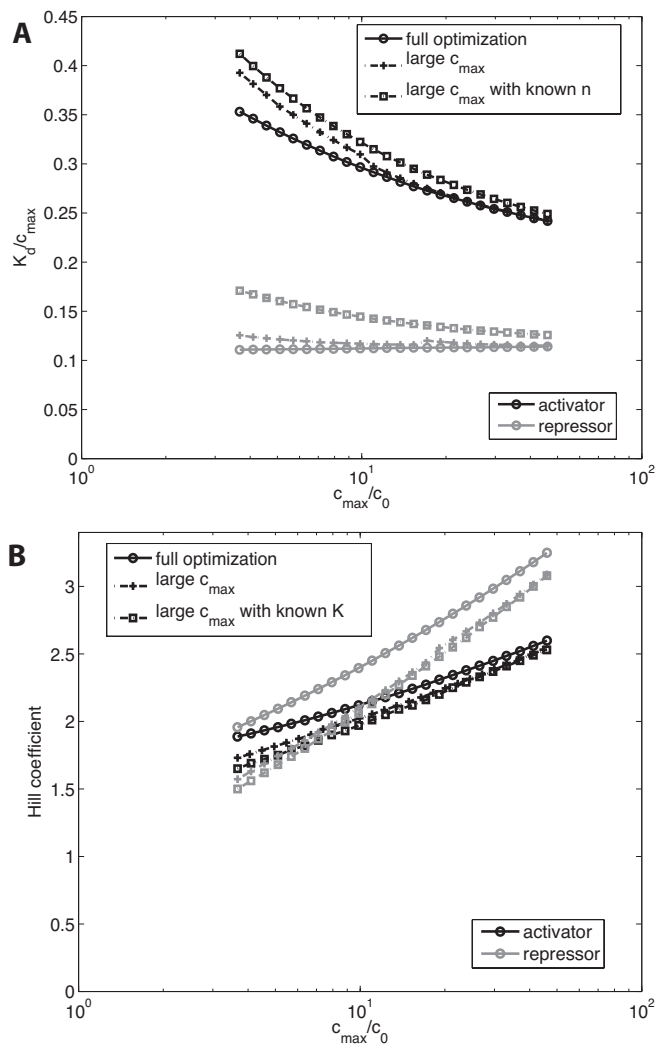 A
0.45
0.4
0.35
0.3
0.25
0.2
0.15
0.1
0.05
0
K_d/c_max
full optimization
large c_max
large c_max with known n
activator
repressor
10^0
10^1
10^2
c_max/c_0
B
3
2.5
2
1.5
1
0.5
0
Hill coefficient
full optimization
large c_max
large c_max with known K
activator
repressor
10^0
10^1
10^2
c_max/c_0